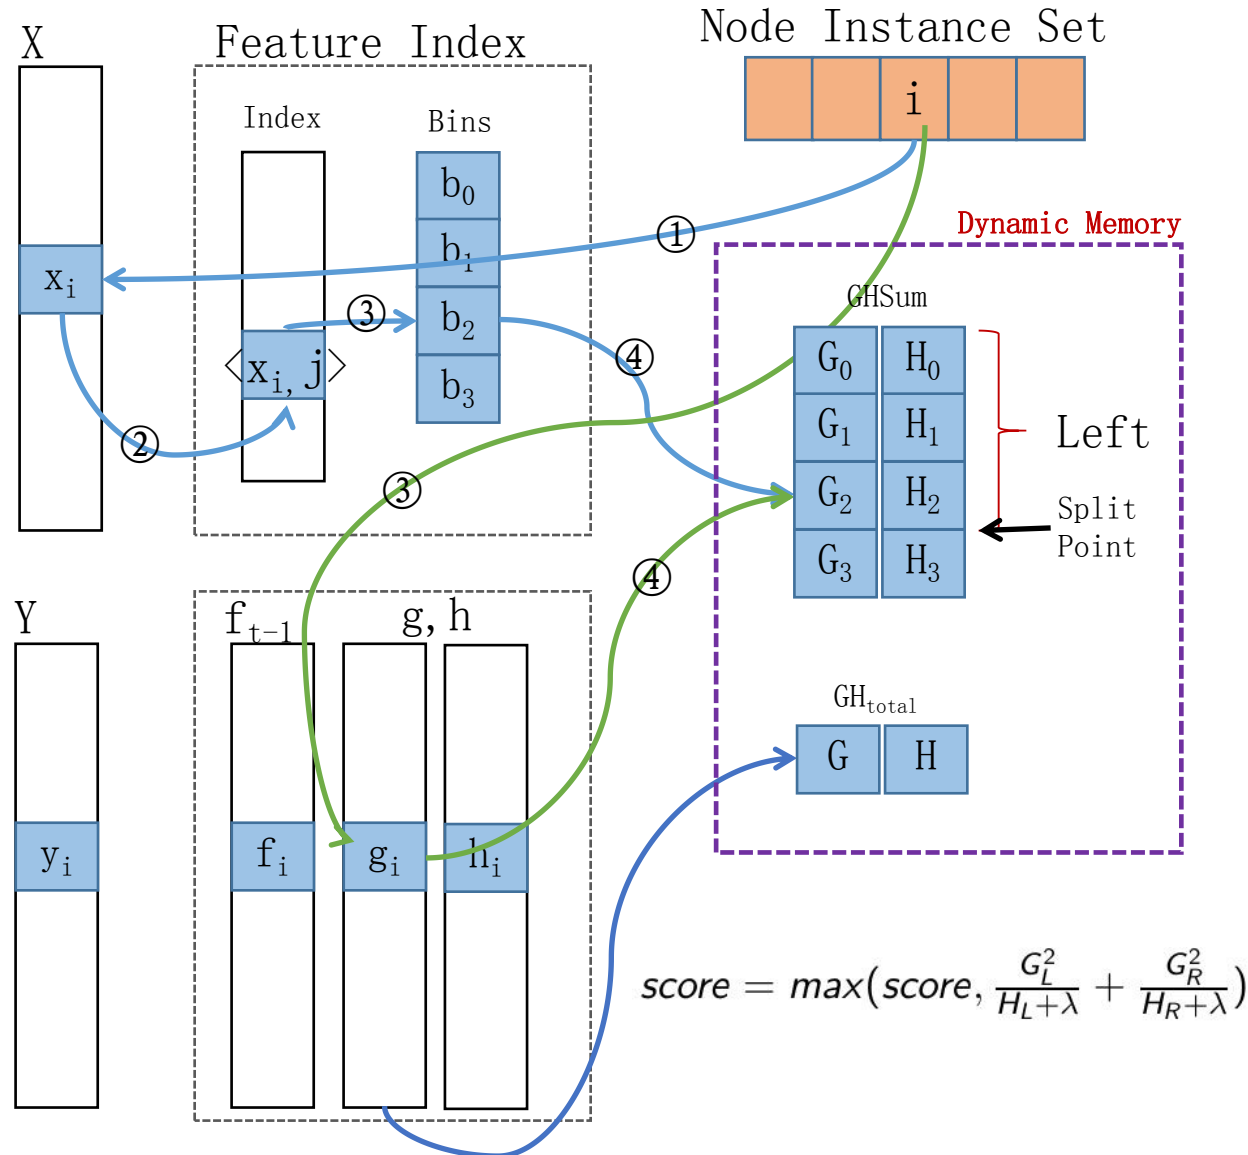 X
Feature Index
Node Instance Set
Index
Bins
i
b0
b1
b2
b3
xi
<xi, j>
①
②
③
④
③
④
Dynamic Memory
GHSum
G0 H0
G1 H1
G2 H2
G3 H3
Left
Split
Point
Y
ft-1
g, h
yi
fi
gi
hi
GHtotal
G H
score = max(score, G_L^2/(H_L+λ) + G_R^2/(H_R+λ))